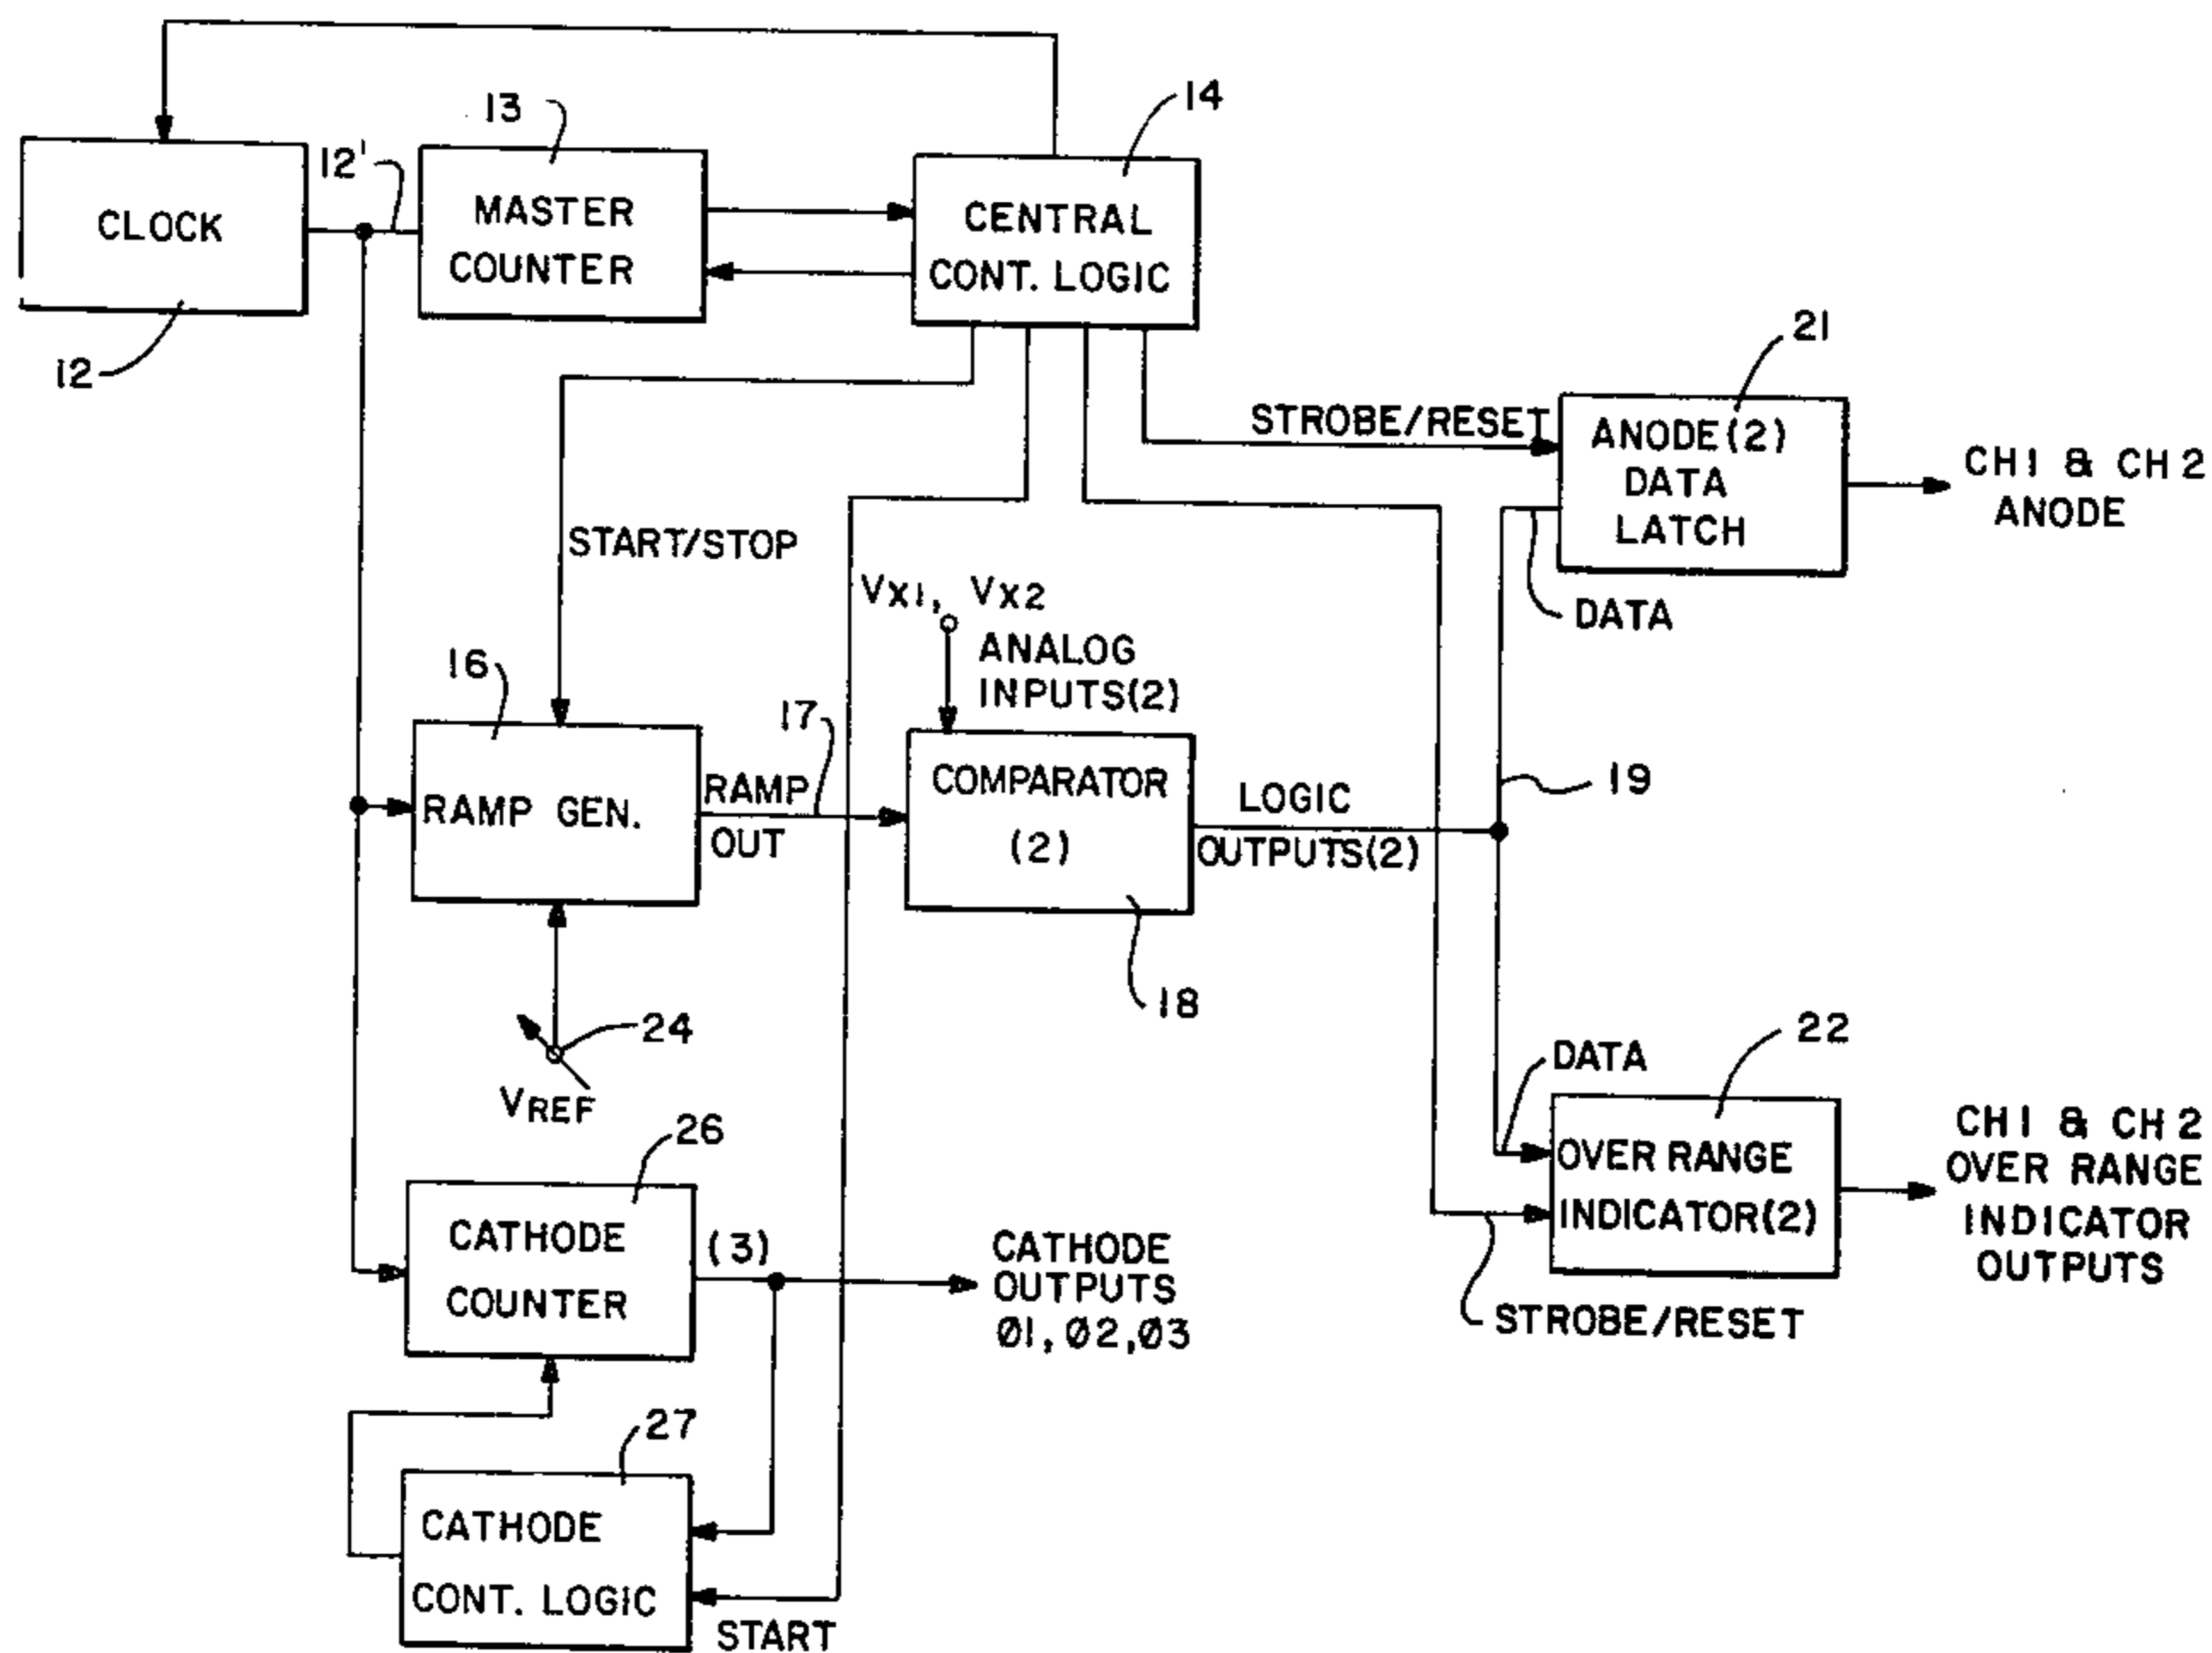 13
14
12'
CLOCK
MASTER
COUNTER
CENTRAL
CONT. LOGIC
12
21
STROBE/RESET
ANODE(2)
DATA
LATCH
CH1 & CH2
ANODE
START/STOP
VX1, VX2
ANALOG
INPUTS(2)
DATA
16
17
RAMP GEN.
RAMP
OUT
COMPARATOR
(2)
LOGIC
OUTPUTS(2)
19
18
24
VREF
DATA
22
26
OVER RANGE
INDICATOR(2)
CH1 & CH2
OVER RANGE
INDICATOR
OUTPUTS
CATHODE
COUNTER
(3)
CATHODE
OUTPUTS
Ø1, Ø2, Ø3
STROBE/RESET
27
CATHODE
CONT. LOGIC
START